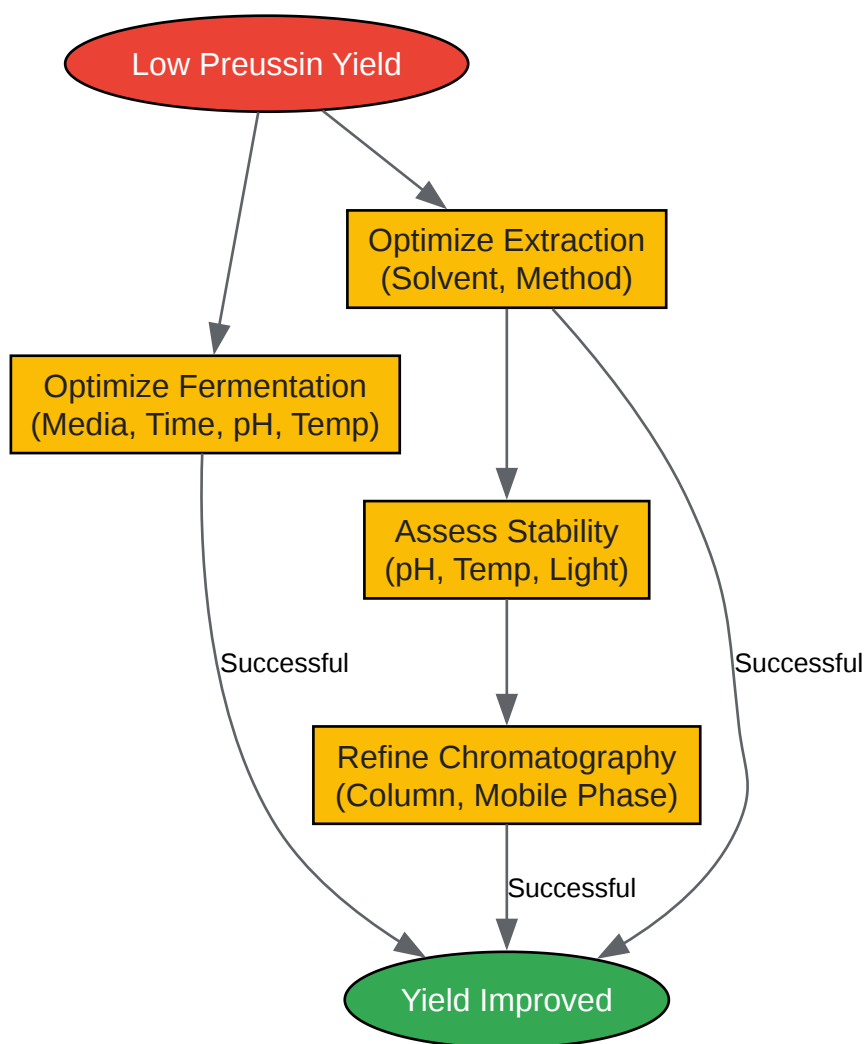 Low Preussin Yield
Optimize Extraction
(Solvent, Method)
Optimize Fermentation
(Media, Time, pH, Temp)
Assess Stability
(pH, Temp, Light)
Successful
Successful
Refine Chromatography
(Column, Mobile Phase)
Successful
Yield Improved